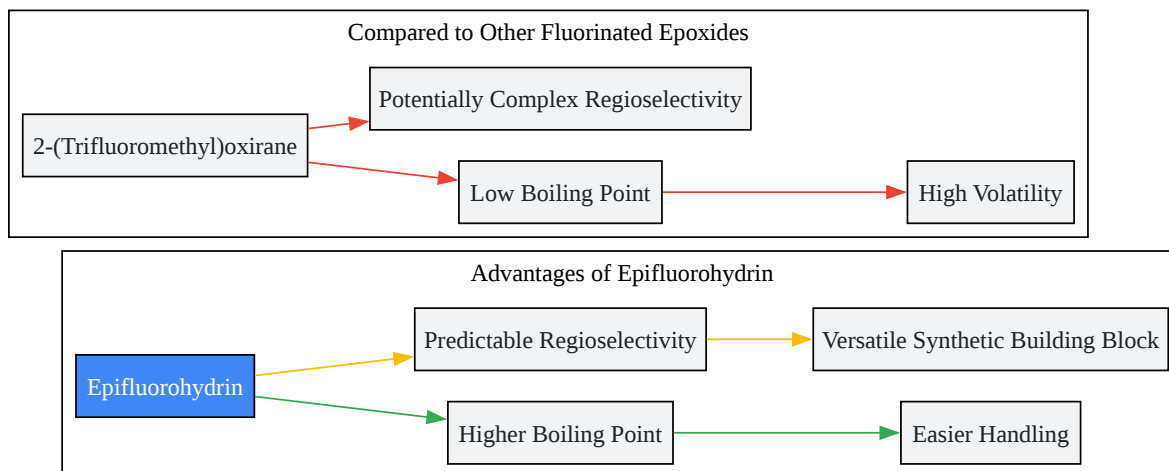 Compared to Other Fluorinated Epoxides
Potentially Complex Regioselectivity
2-(Trifluoromethyl)oxirane
Low Boiling Point
High Volatility
Advantages of Epifluorohydrin
Predictable Regioselectivity
Versatile Synthetic Building Block
Epifluorohydrin
Higher Boiling Point
Easier Handling